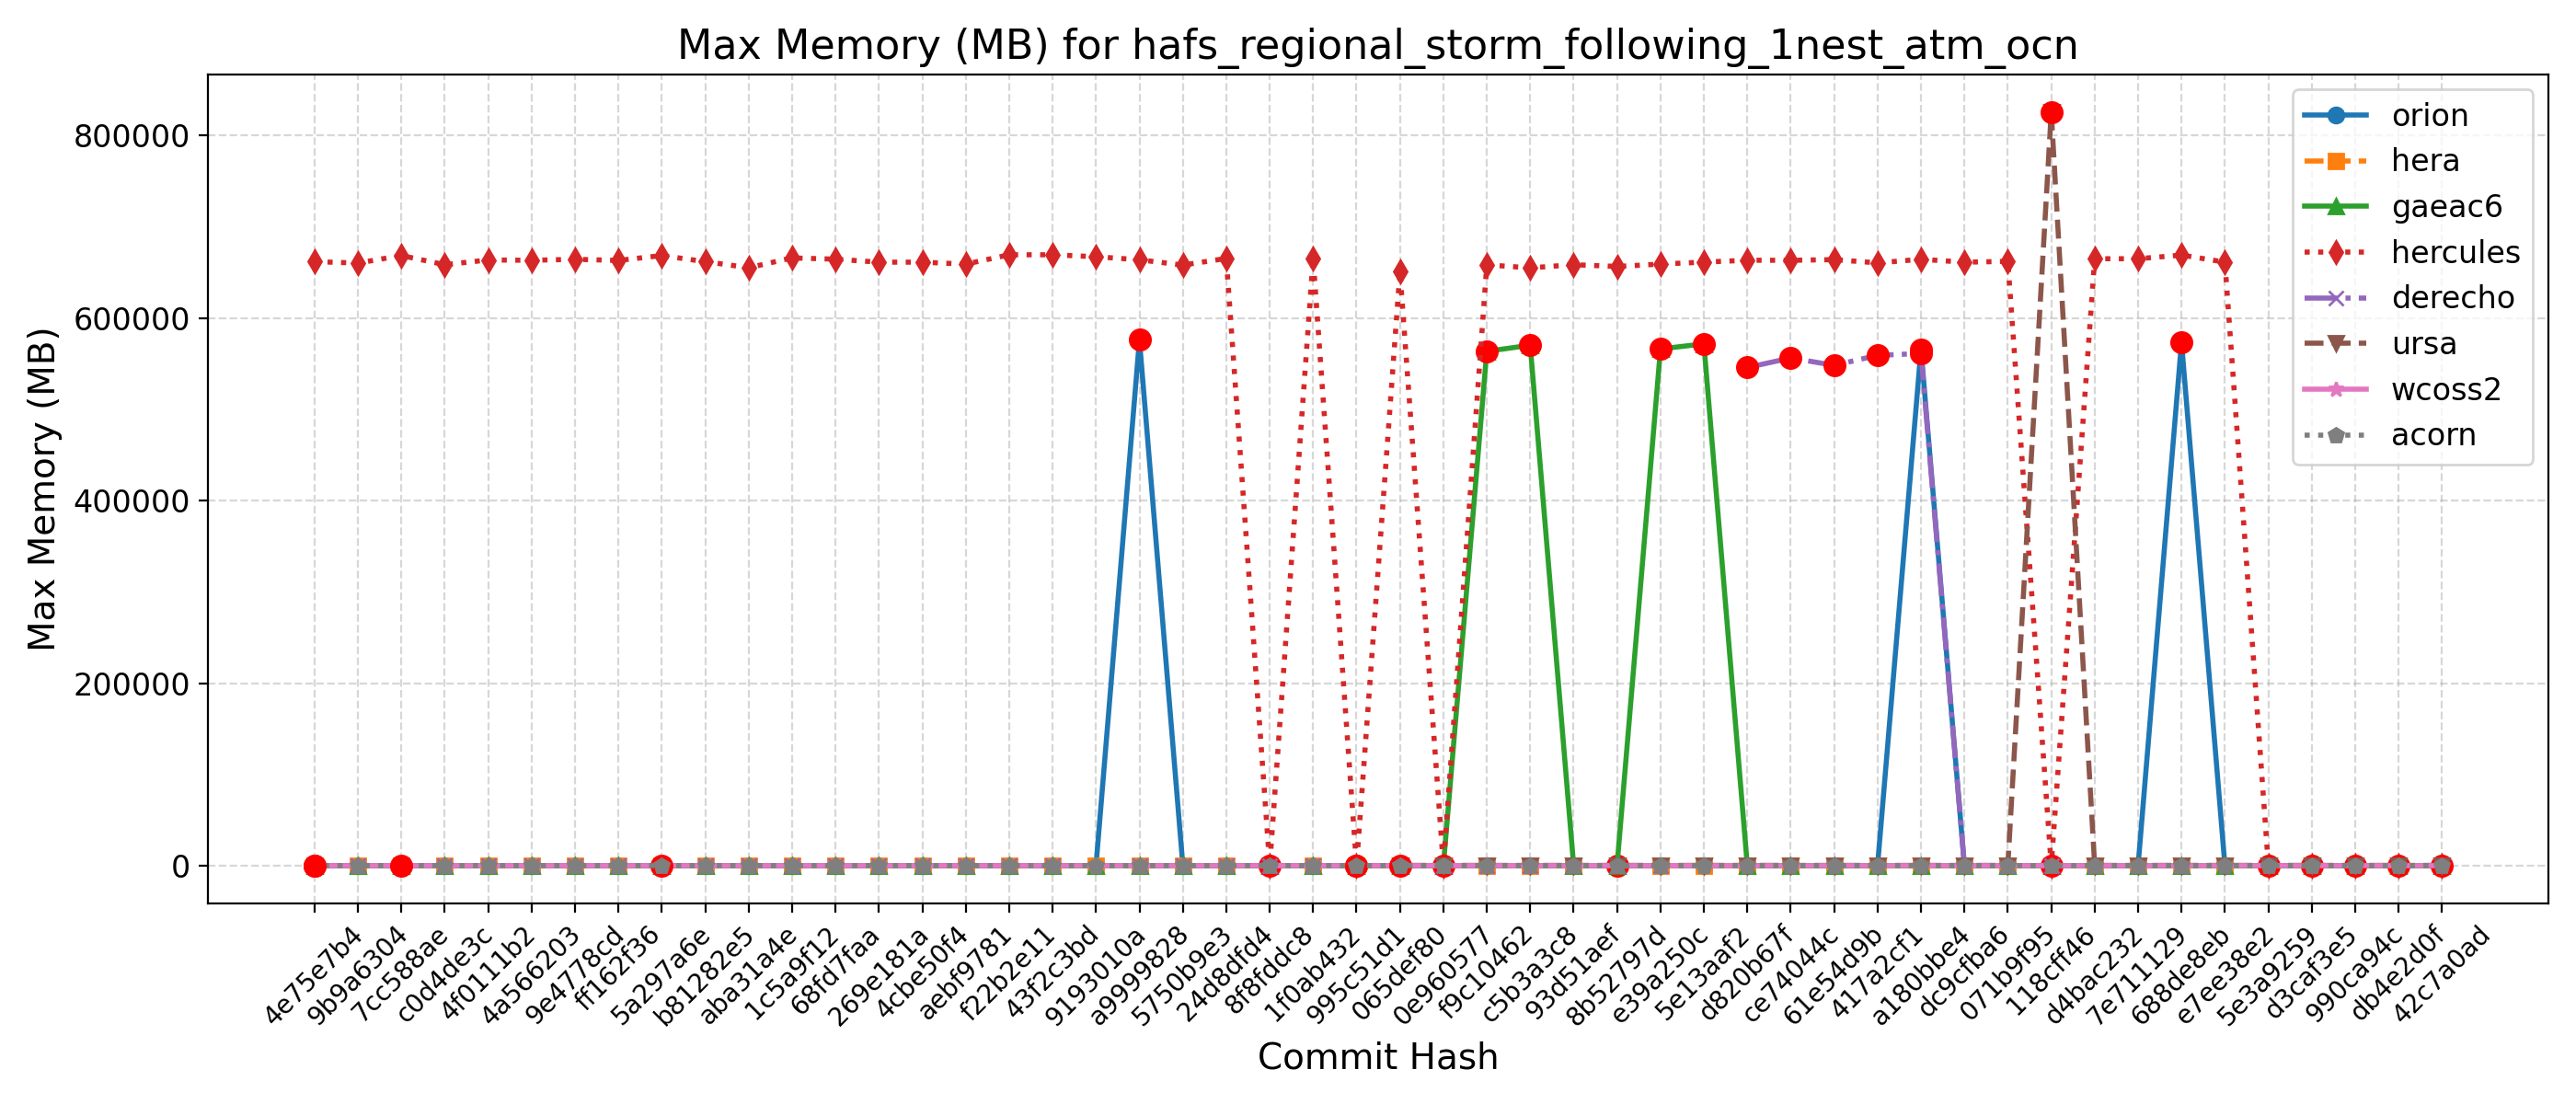 Max Memory (MB) for hafs_regional_storm_following_1nest_atm_ocn
Max Memory (MB)
800000
600000
400000
200000
0
orion
hera
gaeac6
hercules
derecho
ursa
wcoss2
acorn
4e75e7b4
9b9a6304
7cc588ae
c0d4de3c
4f0111b2
4a566203
9e4778cd
ff162f36
5a297a6e
b81282e5
aba31a4e
1c5a9f12
68fd7faa
269e181a
4cbe50f4
aebf9781
f22b2e11
43f2c3bd
9193010a
a9999828
5750b9e3
24d8dfd4
8f8fddc8
1f0ab432
995c51d1
065def80
0e960577
f9c10462
c5b3a3c8
93d51aef
8b52797d
e39a250c
5e13aaf2
d820b67f
ce74044c
61e54d9b
417a2cf1
a180bbe4
dc9cfba6
071b9f95
118cff46
d4bac232
7e711129
688de8eb
e7ee38e2
5e3a9259
d3caf3e5
990ca94c
db4e2d0f
42c7a0ad
Commit Hash